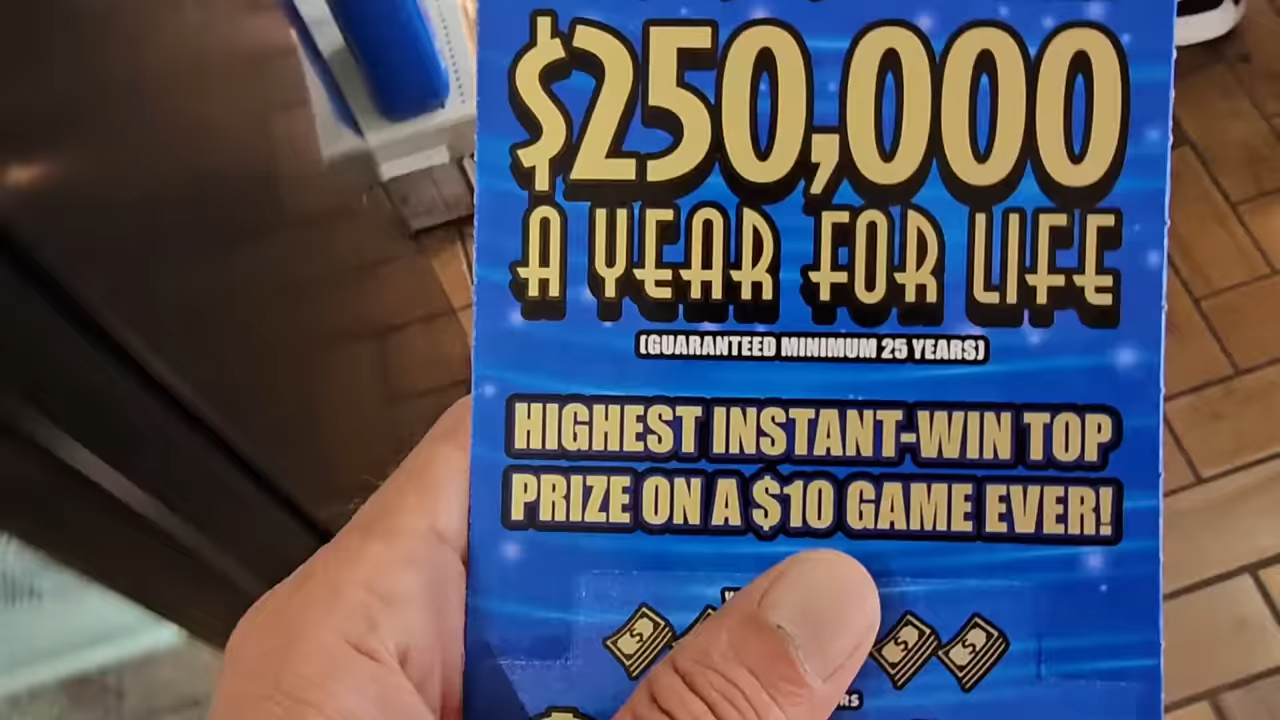 $250,000
A YEAR FOR LIFE
(GUARANTEED MINIMUM 25 YEARS)
HIGHEST INSTANT-WIN TOP
PRIZE ON A $10 GAME EVER!